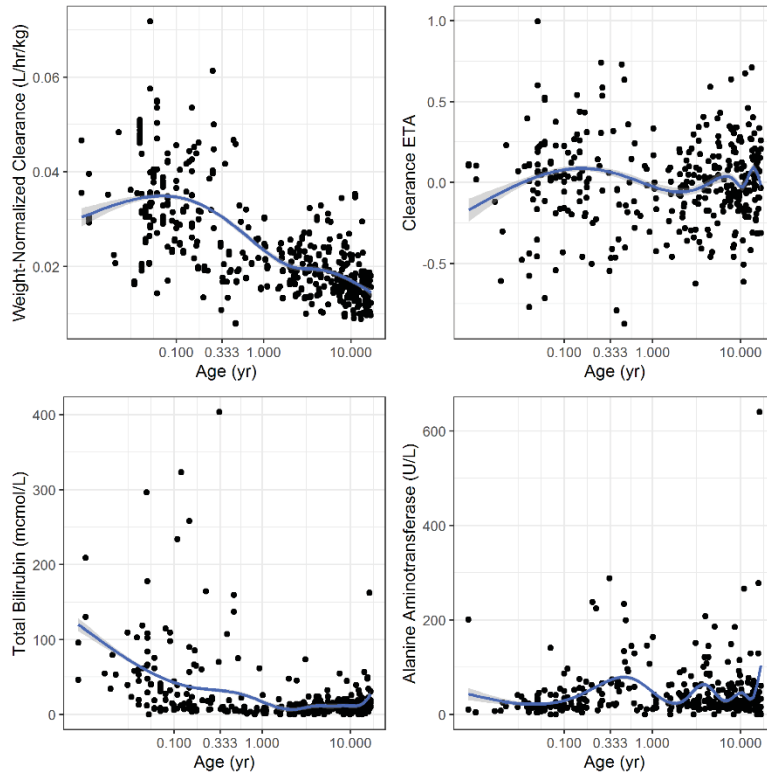 Weight-Normalized Clearance (L/hr/kg)
0.06
0.04
0.02
0.100 0.333 1.000 10.000
Age (yr)
Clearance ETA
1.0
0.5
0.0
-0.5
0.100 0.333 1.000 10.000
Age (yr)
Total Bilirubin (mcmol/L)
400
300
200
100
0
0.100 0.333 1.000 10.000
Age (yr)
Alanine Aminotransferase (U/L)
600
400
200
0
0.100 0.333 1.000 10.000
Age (yr)